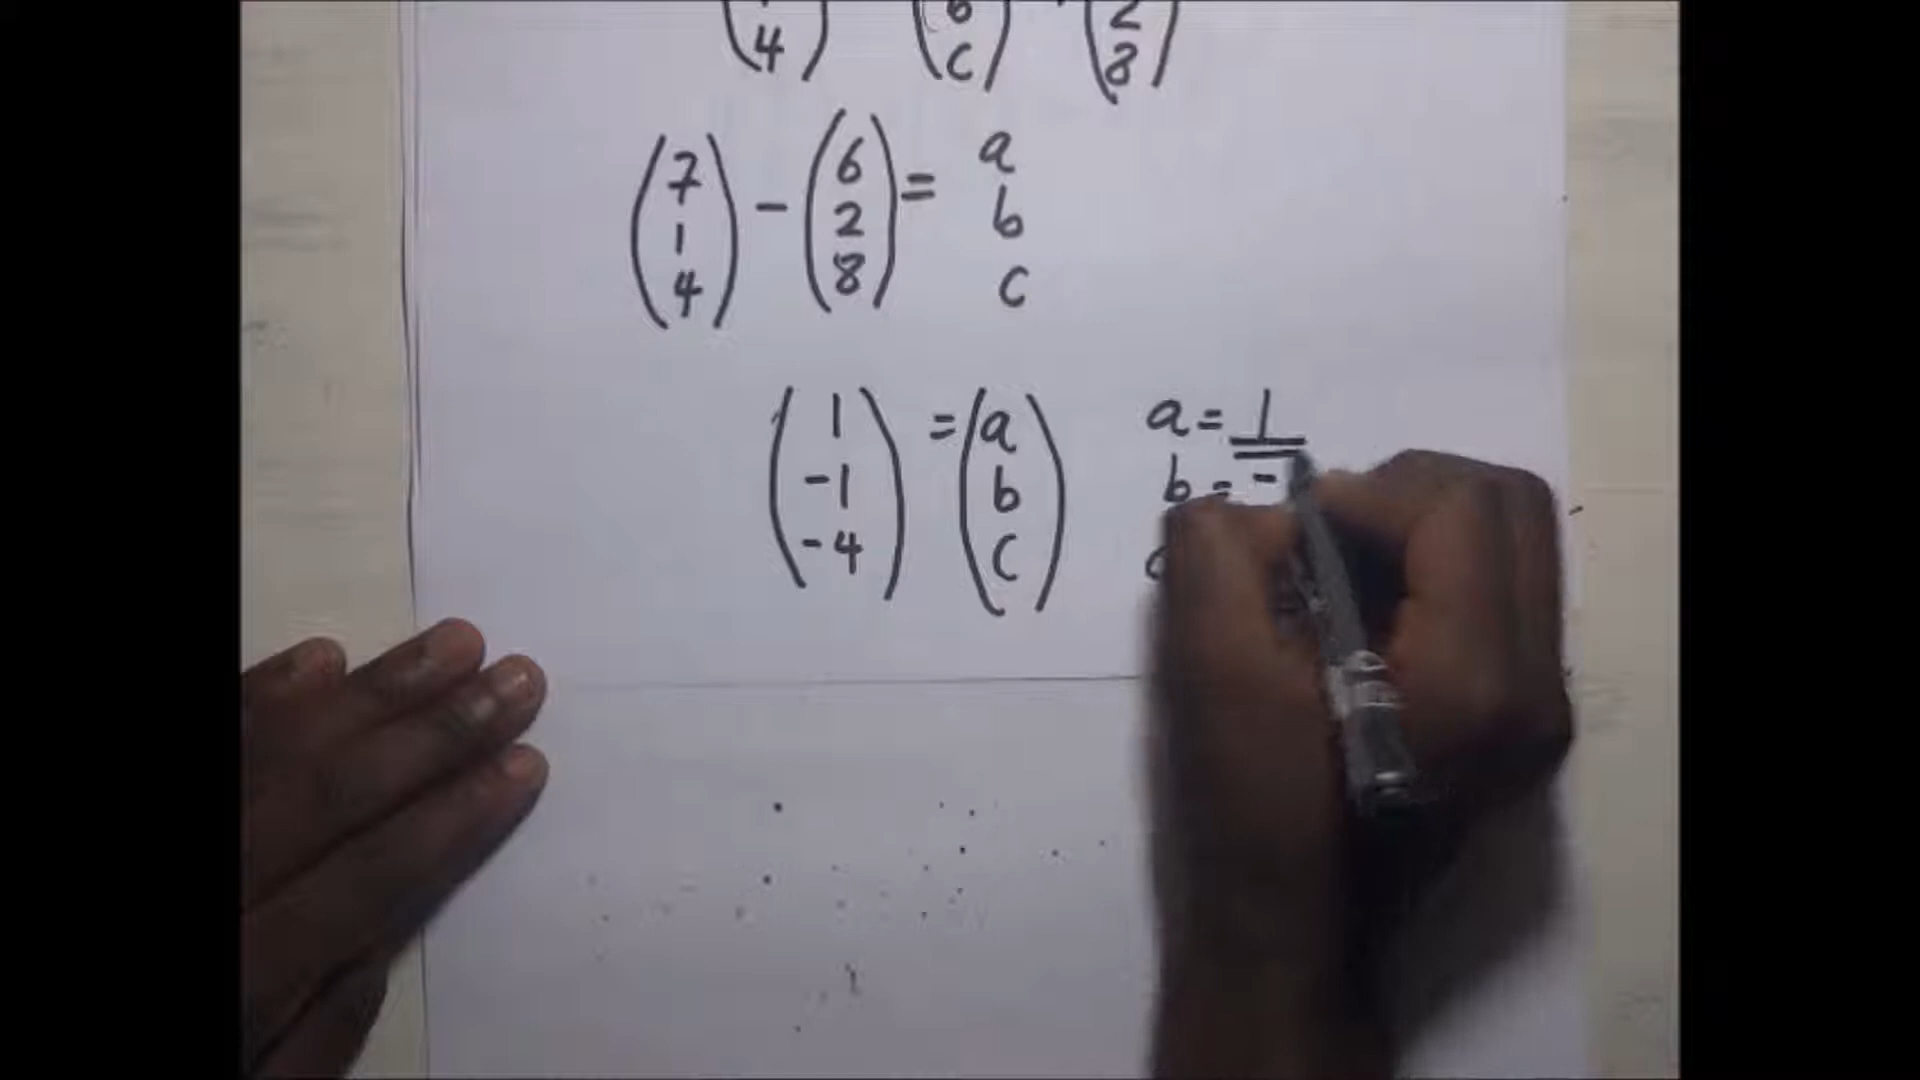 4 c 8
7 6 a
1 - 2 = b
4 8 c
1 = a a = 1
-1 b b = -
-4 c